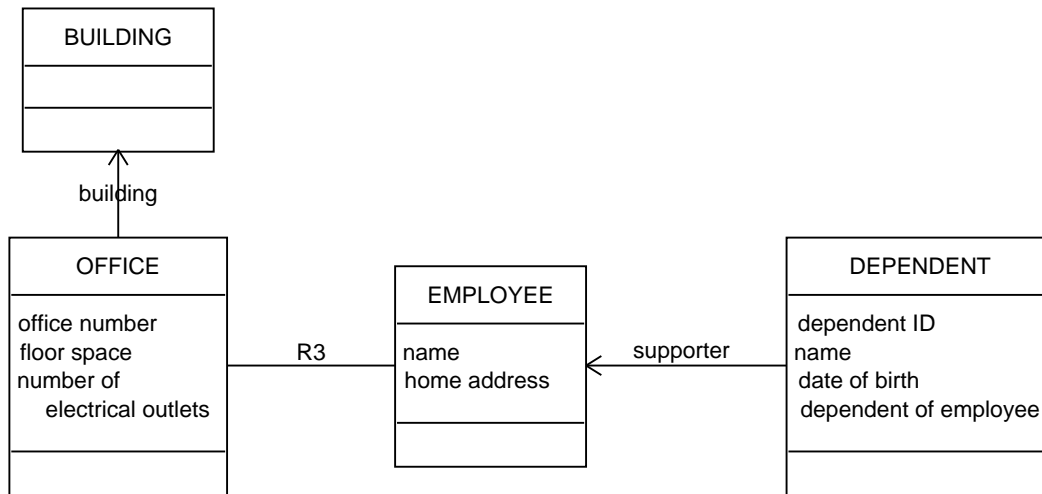 BUILDING
building
OFFICE
office number
floor space
number of
electrical outlets
R3
EMPLOYEE
name
home address
supporter
DEPENDENT
dependent ID
name
date of birth
dependent of employee